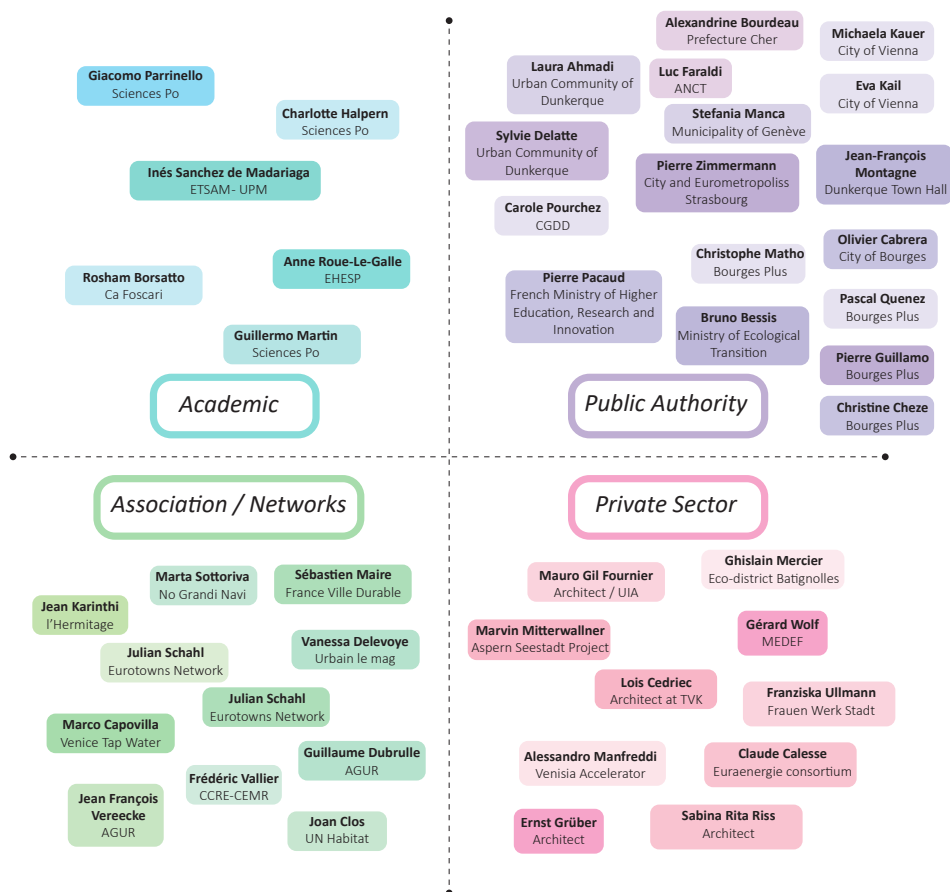 Giacomo Parrinello
Sciences Po
Charlotte Halpern
Sciences Po
Inés Sanchez de Madariaga
ETSAM- UPM
Rosham Borsatto
Ca Foscari
Anne Roue-Le-Galle
EHESP
Guillermo Martin
Sciences Po
Academic
Alexandrine Bourdeau
Prefecture Cher
Michaela Kauer
City of Vienna
Laura Ahmadi
Urban Community of
Dunkerque
Luc Faraldi
ANCT
Eva Kail
City of Vienna
Stefania Manca
Municipality of Genève
Sylvie Delatte
Urban Community of
Dunkerque
Pierre Zimmermann
City and Eurometropoliss
Strasbourg
Jean-François
Montagne
Dunkerque Town Hall
Carole Pourchez
CGDD
Christophe Matho
Bourges Plus
Olivier Cabrera
City of Bourges
Pierre Pacaud
French Ministry of Higher
Education, Research and
Innovation
Bruno Bessis
Ministry of Ecological
Transition
Pascal Quenez
Bourges Plus
Pierre Guillamo
Bourges Plus
Christine Cheze
Bourges Plus
Public Authority
Association / Networks
Marta Sottoriva
No Grandi Navi
Sébastien Maire
France Ville Durable
Jean Karinthi
l'Hermitage
Julian Schahl
Eurotowns Network
Vanessa Delevoye
Urbain le mag
Julian Schahl
Eurotowns Network
Marco Capovilla
Venice Tap Water
Guillaume Dubrulle
AGUR
Frédéric Vallier
CCRE-CEMR
Jean François
Vereecke
AGUR
Joan Clos
UN Habitat
Private Sector
Mauro Gil Fournier
Architect / UIA
Ghislain Mercier
Eco-district Batignolles
Marvin Mitterwallner
Aspern Seestadt Project
Gérard Wolf
MEDEF
Lois Cedriec
Architect at TVK
Franziska Ullmann
Frauen Werk Stadt
Alessandro Manfreddi
Venisia Accelerator
Claude Calesse
Euraenergie consortium
Ernst Grüber
Architect
Sabina Rita Riss
Architect